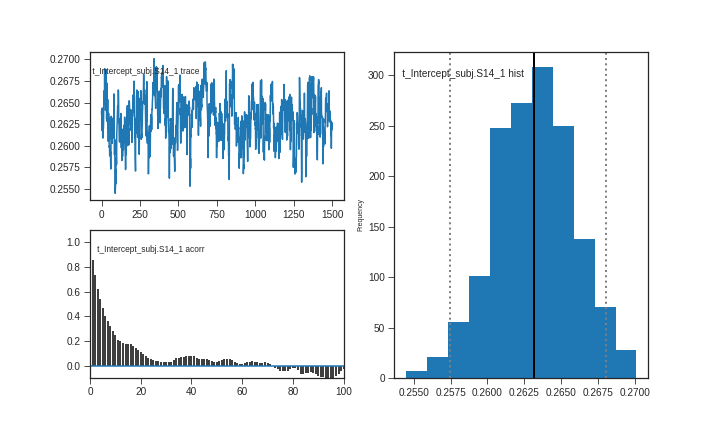 0.2700
0.2675
0.2650
0.2625
0.2600
0.2575
0.2550
t_Intercept_subj.S14_1 trace
0 250 500 750 1000 1250 1500
1.0
0.8
0.6
0.4
0.2
0.0
t_Intercept_subj.S14_1 acorr
0 20 40 60 80 100
Frequency
300
250
200
150
100
50
0
t_Intercept_subj.S14_1 hist
0.2550 0.2575 0.2600 0.2625 0.2650 0.2675 0.2700